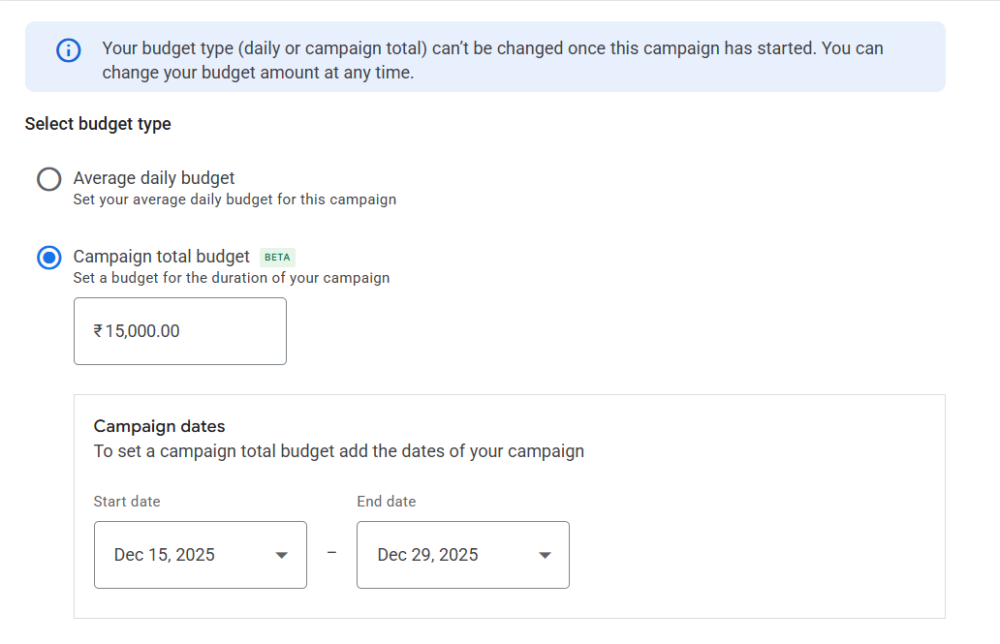 Your budget type (daily or campaign total) can’t be changed once this campaign has started. You can
change your budget amount at any time.
Select budget type
Average daily budget
Set your average daily budget for this campaign
Campaign total budget BETA
Set a budget for the duration of your campaign
₹15,000.00
Campaign dates
To set a campaign total budget add the dates of your campaign
Start date End date
Dec 15, 2025 – Dec 29, 2025